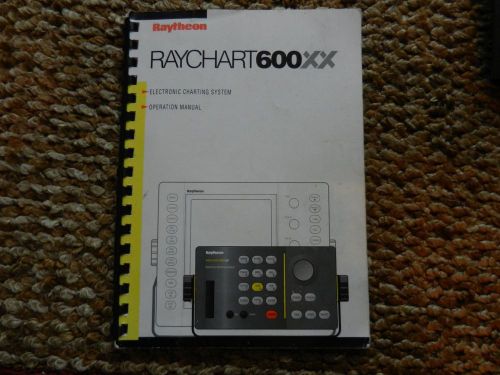 Raytheon
RAYCHART600XX
ELECTRONIC CHARTING SYSTEM
OPERATION MANUAL
Raytheon
Raytheon